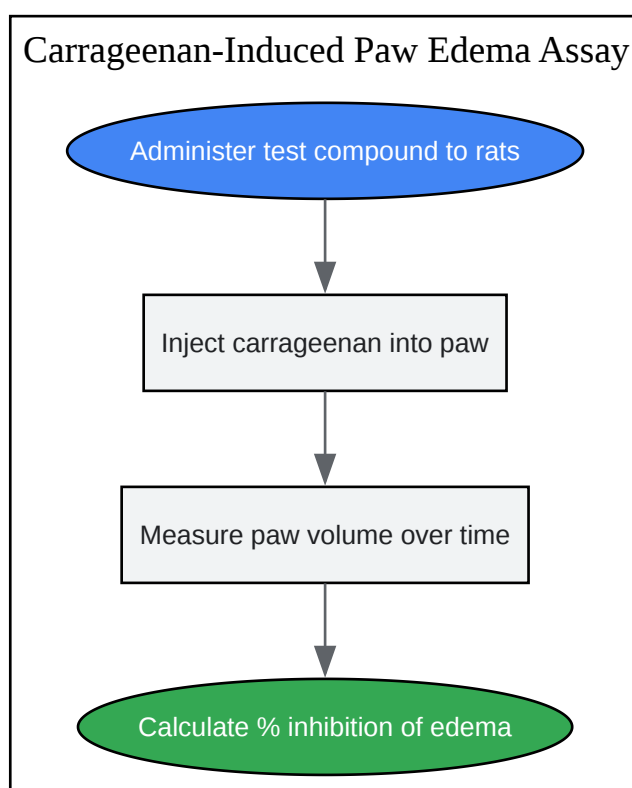 Carrageenan-Induced Paw Edema Assay
Administer test compound to rats
Inject carrageenan into paw
Measure paw volume over time
Calculate % inhibition of edema